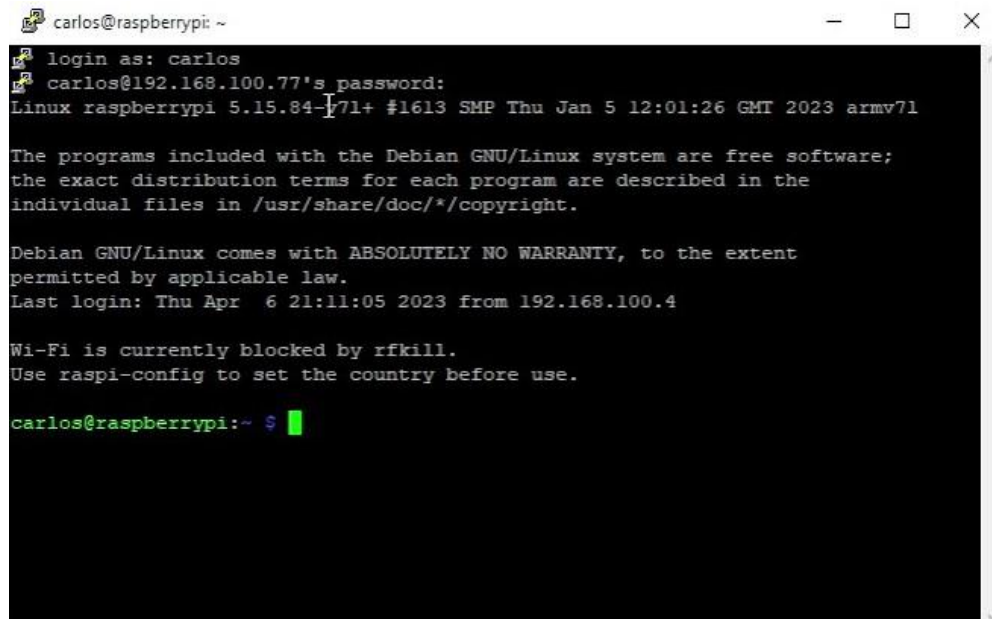 carlos@raspberrypi: ~
login as: carlos
carlos@192.168.100.77's password:
Linux raspberrypi 5.15.84-v7l+ #1613 SMP Thu Jan 5 12:01:26 GMT 2023 armv7l
The programs included with the Debian GNU/Linux system are free software;
the exact distribution terms for each program are described in the
individual files in /usr/share/doc/*/copyright.
Debian GNU/Linux comes with ABSOLUTELY NO WARRANTY, to the extent
permitted by applicable law.
Last login: Thu Apr  6 21:11:05 2023 from 192.168.100.4
Wi-Fi is currently blocked by rfkill.
Use raspi-config to set the country before use.
carlos@raspberrypi:~ $